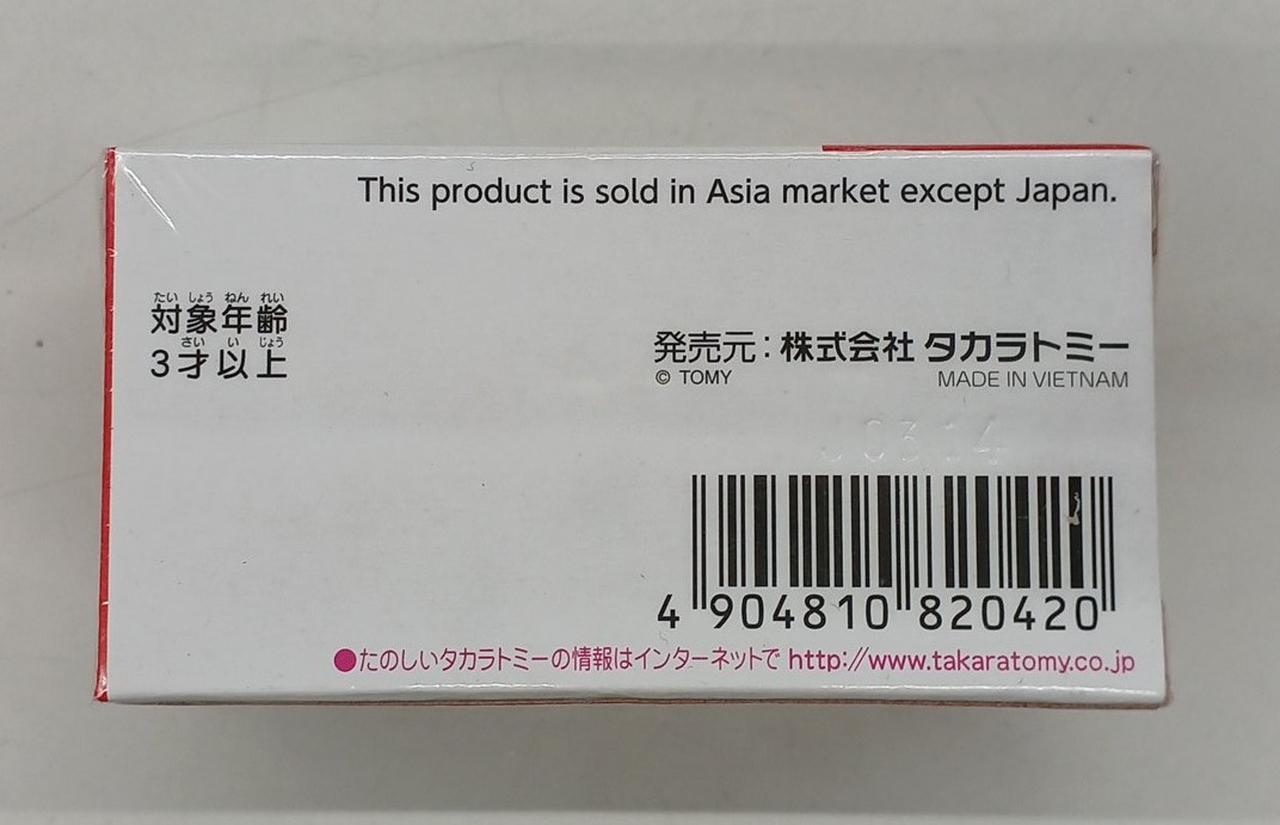 This product is sold in Asia market except Japan.
たい しょう ねん れい
対象年齢
さい い じょう
3才以上
発売元:株式会社 タカラトミー
© TOMY MADE IN VIETNAM
4 904810 820420
●たのしいタカラトミーの情報はインターネットで http://www.takaratomy.co.jp